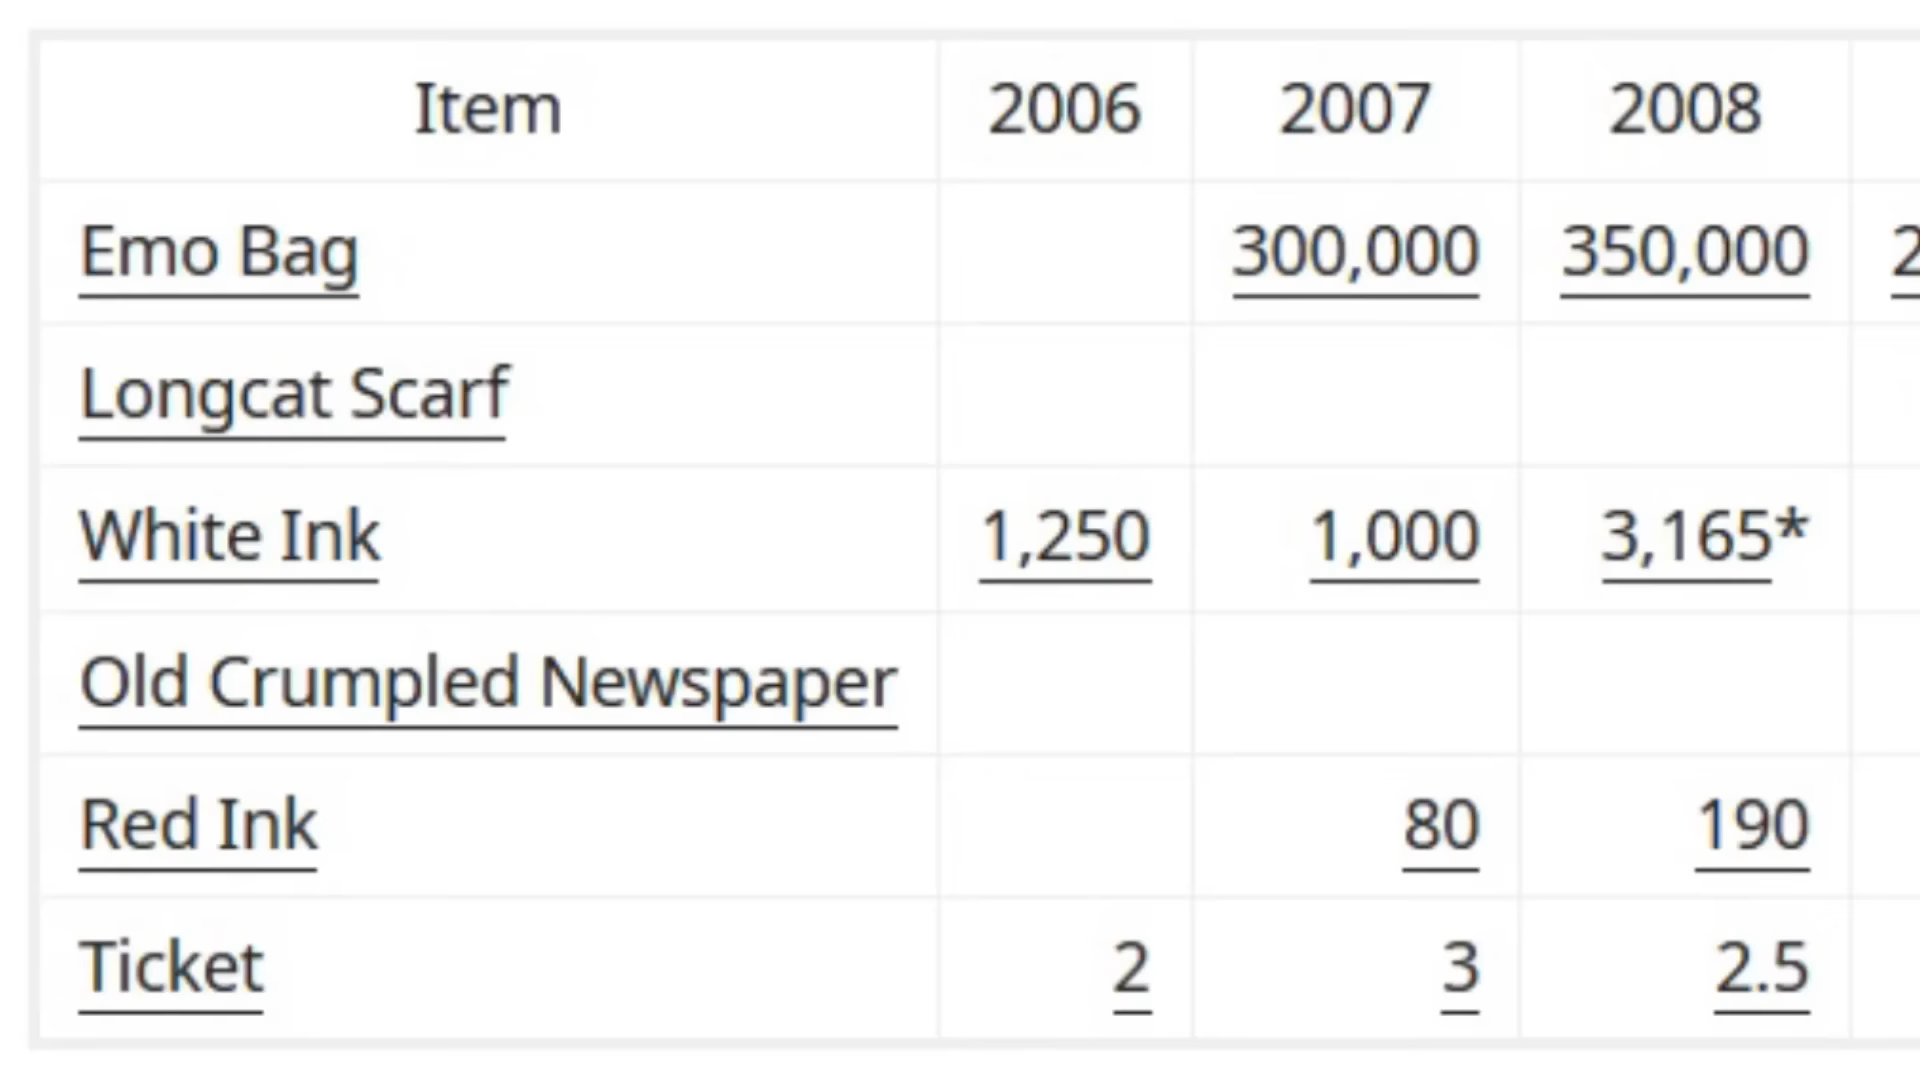 Item 2006 2007 2008
Emo Bag 300,000 350,000 2
Longcat Scarf
White Ink 1,250 1,000 3,165*
Old Crumpled Newspaper
Red Ink 80 190
Ticket 2 3 2.5